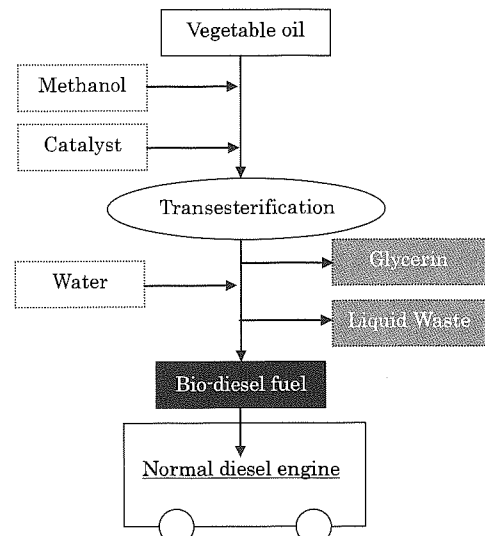 Vegetable oil
Methanol
Catalyst
Transesterification
Glycerin
Water
Liquid Waste
Bio-diesel fuel
Normal diesel engine